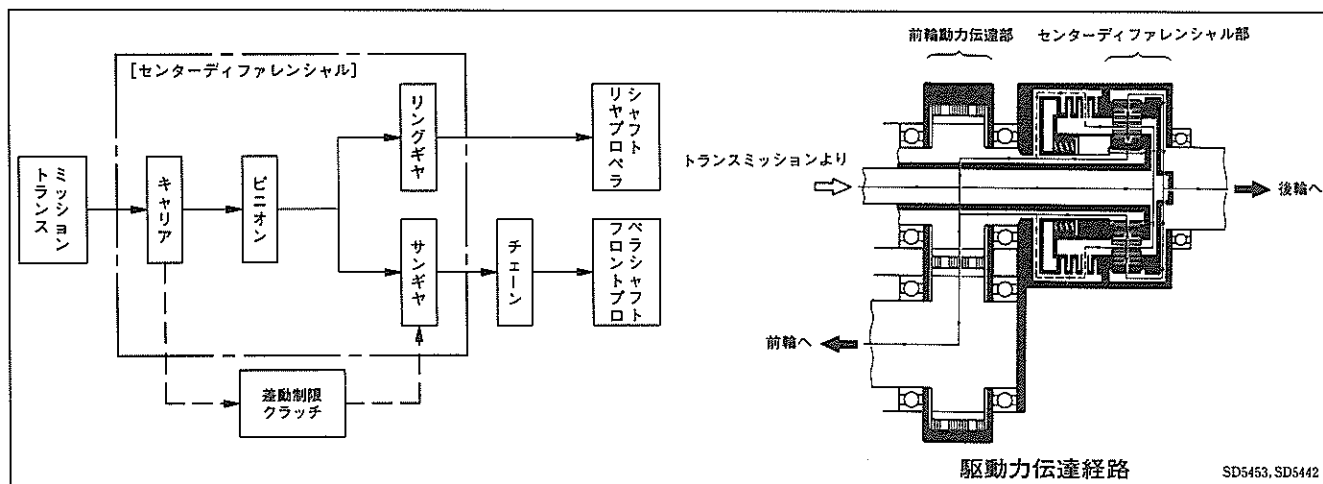 [センターディファレンシャル]
トランス
ミッション
キャリア
ピニオン
リングギヤ
リヤプロペラ
シャフト
サンギヤ
チェーン
フロントプロ
ペラシャフト
差動制限
クラッチ
前輪動力伝達部
センターディファレンシャル部
トランスミッションより
後輪へ
前輪へ
駆動力伝達経路
SD5453, SD5442